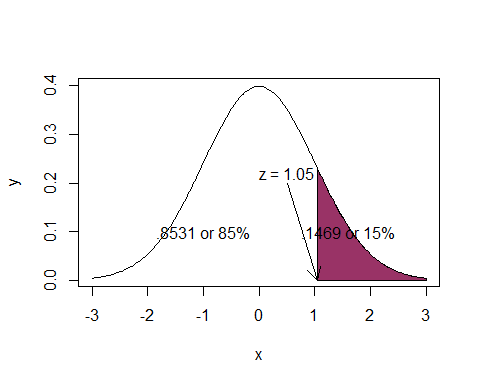 0.4
0.3
0.2
0.1
0.0
y
z = 1.05
.8531 or 85%
.1469 or 15%
-3 -2 -1 0 1 2 3
x